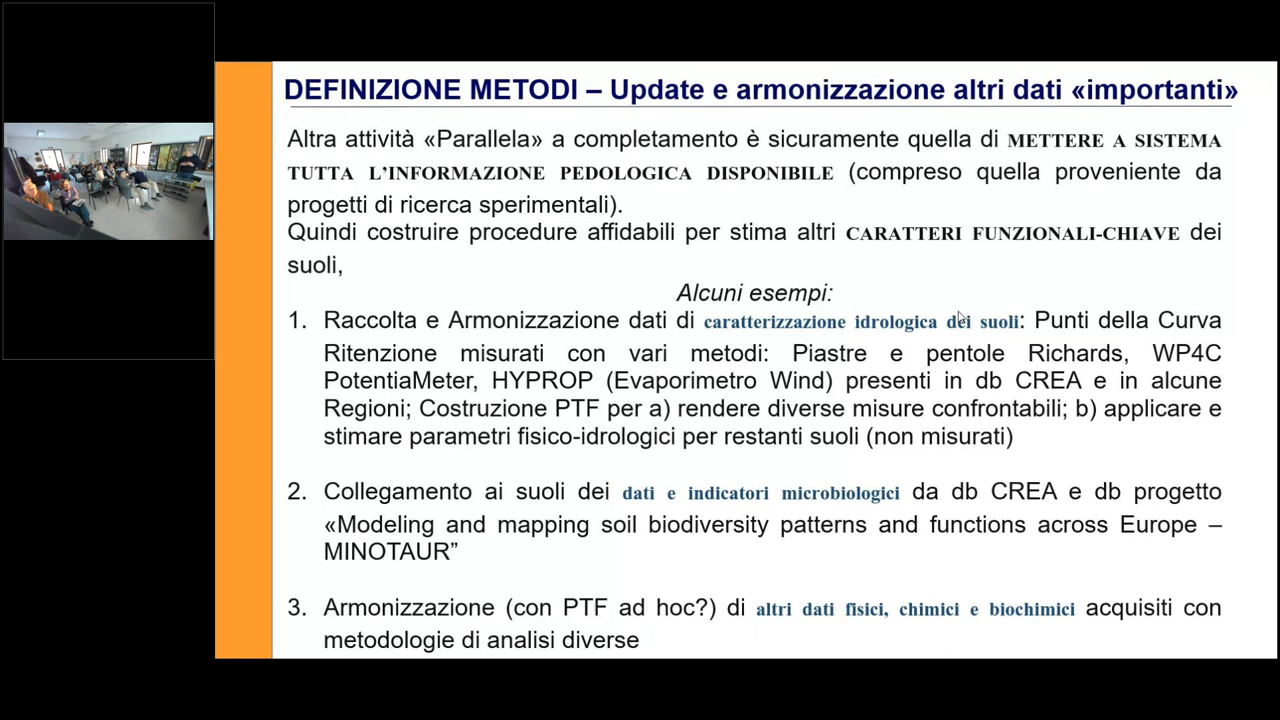 DEFINIZIONE METODI – Update e armonizzazione altri dati «importanti»
Altra attività «Parallela» a completamento è sicuramente quella di METTERE A SISTEMA
TUTTA L’INFORMAZIONE PEDOLOGICA DISPONIBILE (compreso quella proveniente da
progetti di ricerca sperimentali).
Quindi costruire procedure affidabili per stima altri CARATTERI FUNZIONALI-CHIAVE dei
suoli,
Alcuni esempi:
1. Raccolta e Armonizzazione dati di caratterizzazione idrologica dei suoli: Punti della Curva
Ritenzione misurati con vari metodi: Piastre e pentole Richards, WP4C
PotentiaMeter, HYPROP (Evaporimetro Wind) presenti in db CREA e in alcune
Regioni; Costruzione PTF per a) rendere diverse misure confrontabili; b) applicare e
stimare parametri fisico-idrologici per restanti suoli (non misurati)
2. Collegamento ai suoli dei dati e indicatori microbiologici da db CREA e db progetto
«Modeling and mapping soil biodiversity patterns and functions across Europe –
MINOTAUR”
3. Armonizzazione (con PTF ad hoc?) di altri dati fisici, chimici e biochimici acquisiti con
metodologie di analisi diverse